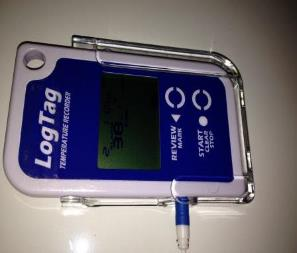 LogTag
TEMPERATURE RECORDER
REVIEW
MARK
START
CLEAR
STOP